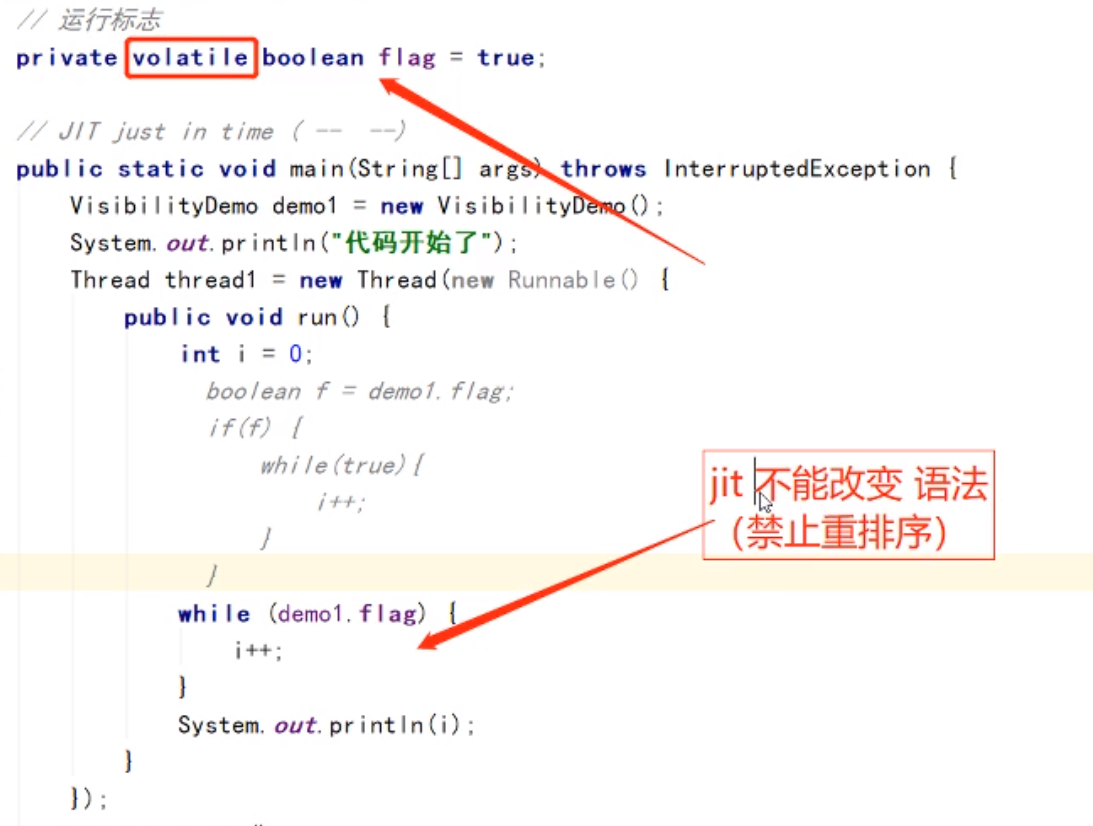 // 运行标志
private volatile boolean flag = true;
// JIT just in time ( -- --)
public static void main(String[] args) throws InterruptedException {
VisibilityDemo demo1 = new VisibilityDemo();
System.out.println("代码开始了");
Thread thread1 = new Thread(new Runnable() {
public void run() {
int i = 0;
boolean f = demo1.flag;
if(f) {
while(true){
i++;
}
}
jit 不能改变 语法
（禁止重排序）
while (demo1.flag) {
i++;
}
System.out.println(i);
}
});